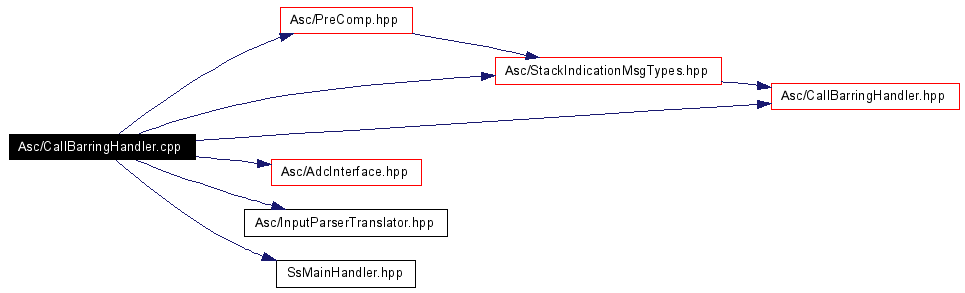 Asc/PreComp.hpp
Asc/StackIndicationMsgTypes.hpp
Asc/CallBarringHandler.hpp
Asc/CallBarringHandler.cpp
Asc/AdcInterface.hpp
Asc/InputParserTranslator.hpp
SsMainHandler.hpp